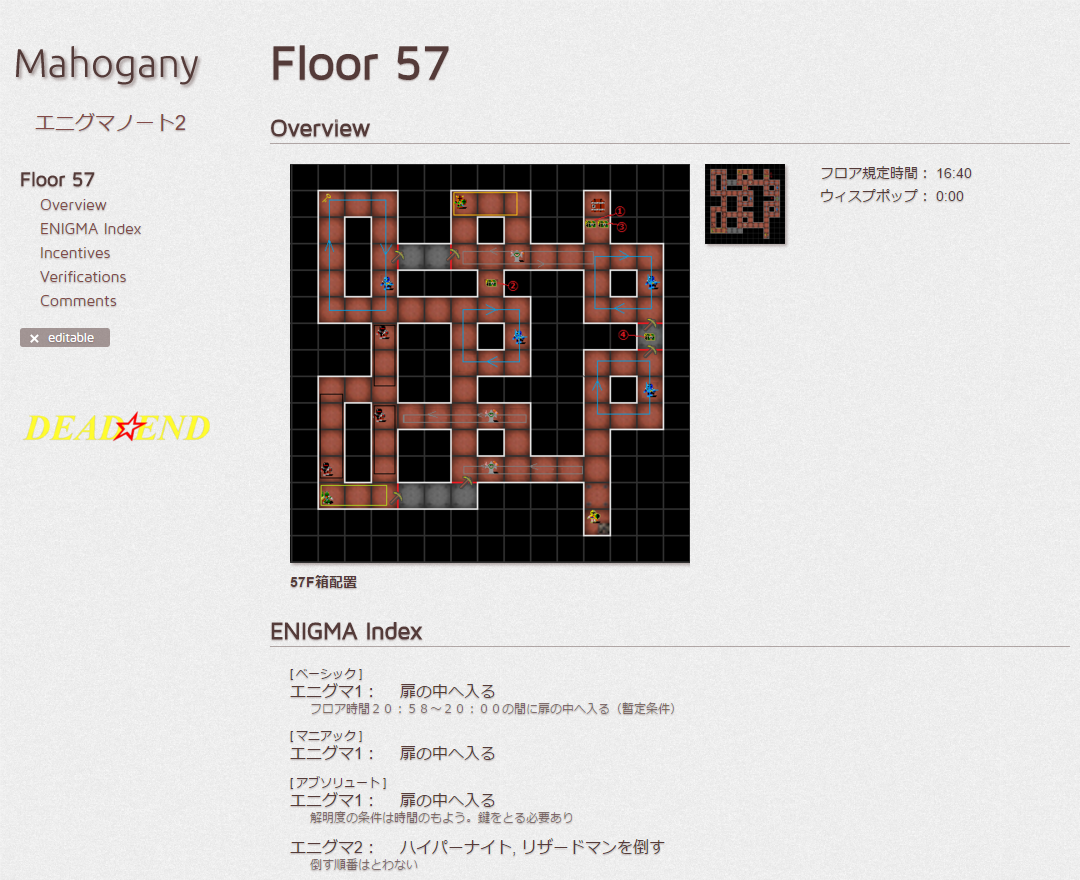 Mahogany
エニグマノート2
Floor 57
Overview
ENIGMA Index
Incentives
Verifications
Comments
× editable
DEAD☆END
Floor 57
Overview
①
③
②
④
フロア規定時間： 16:40
ウィスプポップ： 0:00
57F箱配置
ENIGMA Index
[ベーシック]
エニグマ1： 扉の中へ入る
フロア時間２０：５８～２０：００の間に扉の中へ入る（暫定条件）
[マニアック]
エニグマ1： 扉の中へ入る
[アブソリュート]
エニグマ1： 扉の中へ入る
解明度の条件は時間のもよう。鍵をとる必要あり
エニグマ2： ハイパーナイト, リザードマンを倒す
倒す順番はとわない